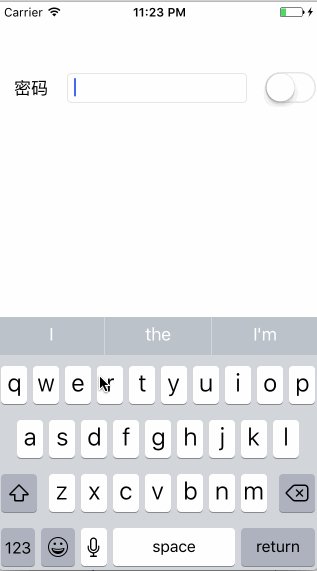 Carrier 11:23 PM
密码
I the I'm
q w e r t y u i o p
a s d f g h j k l
z x c v b n m
123 space return